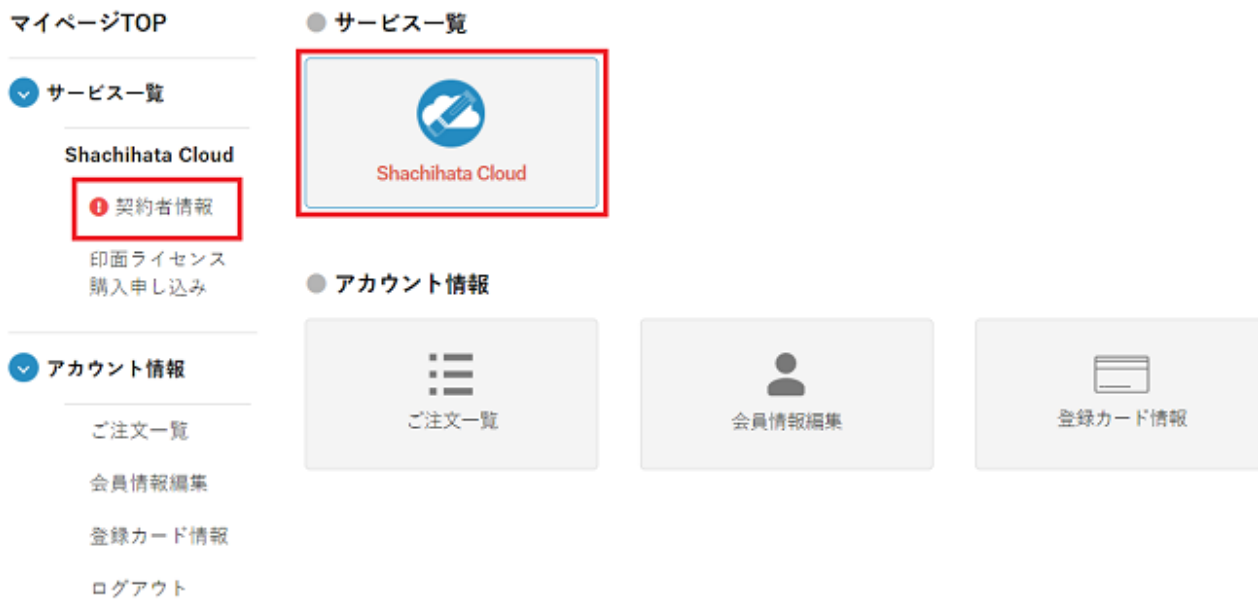 マイページTOP
サービス一覧
Shachihata Cloud
契約者情報
印面ライセンス
購入申し込み
アカウント情報
ご注文一覧
会員情報編集
登録カード情報
ログアウト
サービス一覧
Shachihata Cloud
アカウント情報
ご注文一覧
会員情報編集
登録カード情報